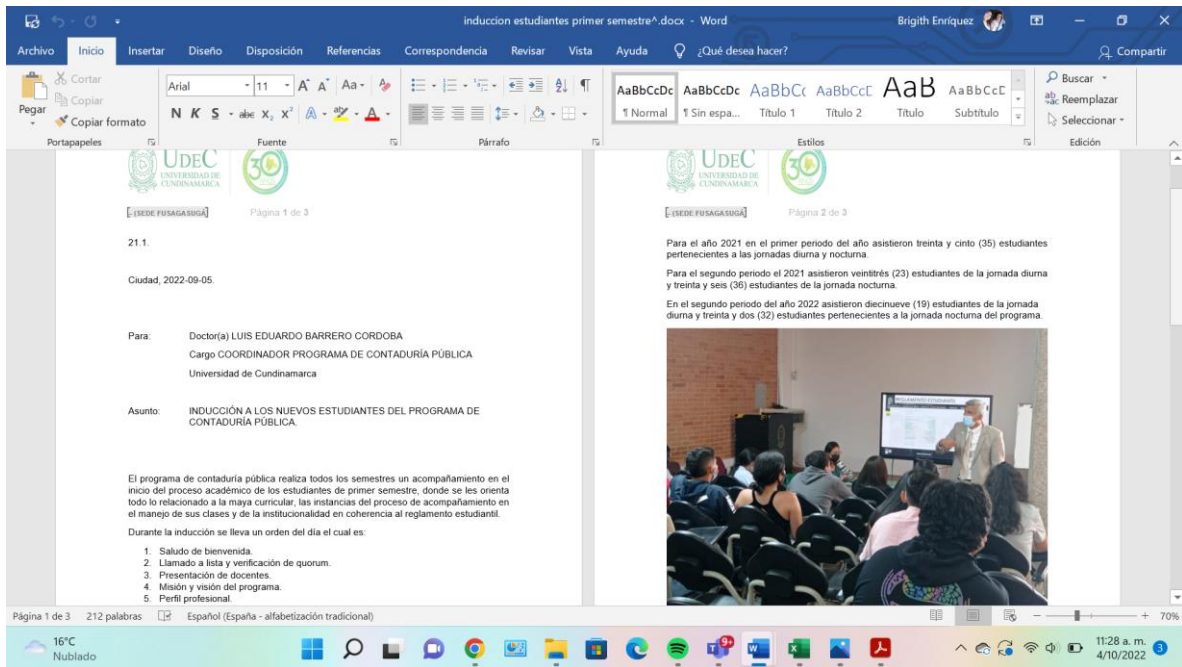 induccion estudiantes primer semestre^.docx - Word
Brigith Enríquez
Archivo Inicio Insertar Diseño Disposición Referencias Correspondencia Revisar Vista Ayuda ¿Qué desea hacer? Compartir
Pegar
Cortar
Copiar
Copiar formato
Portapapeles
Arial 11 A A Aa
N K S abc X₂ X² A A
Fuente
Párrafo
AaBbCcDc AaBbCcDc AaBbCc AaBbCcC AaB AaBbCcD
¶ Normal ¶ Sin espa... Título 1 Título 2 Título Subtítulo
Estilos
Buscar
Reemplazar
Seleccionar
Edición
UDEC
UNIVERSIDAD DE
CUNDINAMARCA
30
- (SEDE FUSAGASUGÁ) Página 1 de 3
21.1.
Ciudad, 2022-09-05.
Para: Doctor(a) LUIS EDUARDO BARRERO CORDOBA
Cargo COORDINADOR PROGRAMA DE CONTADURÍA PÚBLICA
Universidad de Cundinamarca
Asunto: INDUCCIÓN A LOS NUEVOS ESTUDIANTES DEL PROGRAMA DE
CONTADURÍA PÚBLICA.
El programa de contaduría pública realiza todos los semestres un acompañamiento en el
inicio del proceso académico de los estudiantes de primer semestre, donde se les orienta
todo lo relacionado a la maya curricular, las instancias del proceso de acompañamiento en
el manejo de sus clases y de la institucionalidad en coherencia al reglamento estudiantil.
Durante la inducción se lleva un orden del día el cual es:
1. Saludo de bienvenida.
2. Llamado a lista y verificación de quorum.
3. Presentación de docentes.
4. Misión y visión del programa.
5. Perfil profesional.
UDEC
UNIVERSIDAD DE
CUNDINAMARCA
30
- (SEDE FUSAGASUGÁ) Página 2 de 3
Para el año 2021 en el primer periodo del año asistieron treinta y cinto (35) estudiantes
pertenecientes a las jornadas diurna y nocturna.
Para el segundo periodo el 2021 asistieron veintitrés (23) estudiantes de la jornada diurna
y treinta y seis (36) estudiantes de la jornada nocturna.
En el segundo periodo del año 2022 asistieron diecinueve (19) estudiantes de la jornada
diurna y treinta y dos (32) estudiantes pertenecientes a la jornada nocturna del programa.
REGLAMENTO ESTUDIANTIL
Página 1 de 3 212 palabras Español (España - alfabetización tradicional) 70%
16°C
Nublado
9+
11:28 a. m.
4/10/2022
3